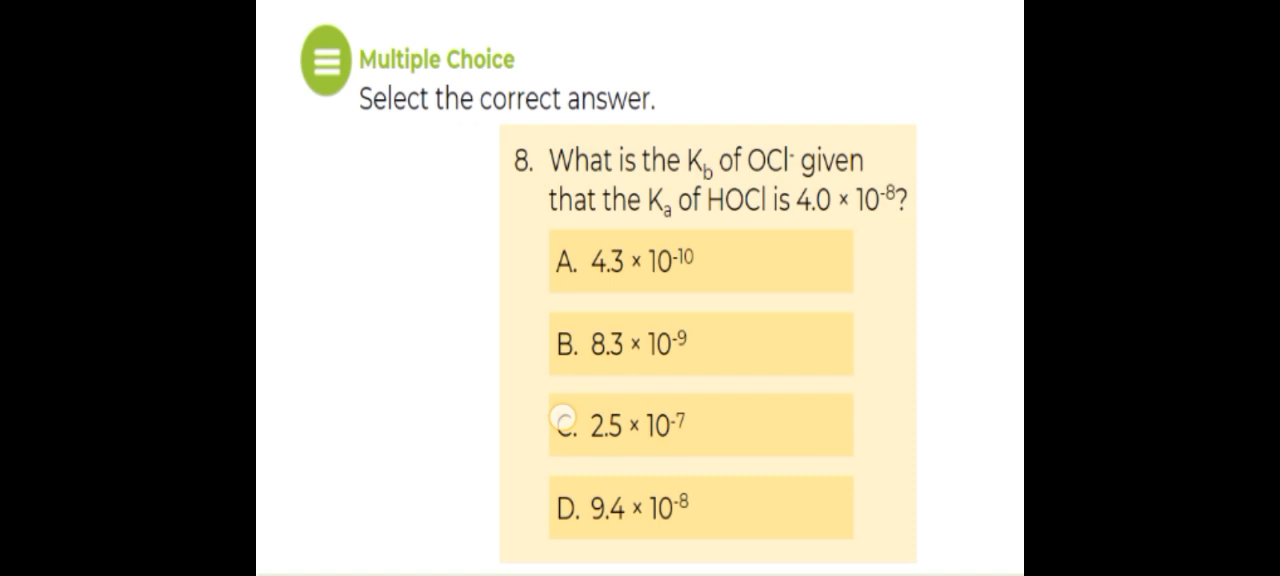 Multiple Choice
Select the correct answer.
8. What is the K_b of OCl⁻ given
that the K_a of HOCl is 4.0 × 10⁻⁸?
A. 4.3 × 10⁻¹⁰
B. 8.3 × 10⁻⁹
C. 2.5 × 10⁻⁷
D. 9.4 × 10⁻⁸